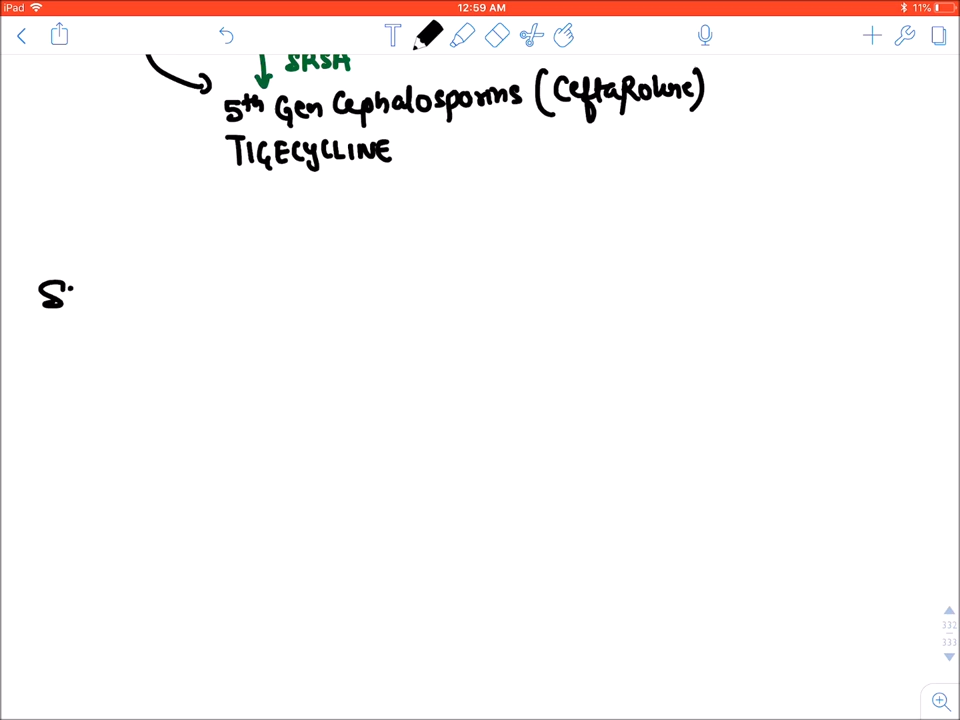 iPad 12:59 AM 11%
T
5th Gen Cephalosporins (CeftaRoline)
TIGECYCLINE
S.
332
333